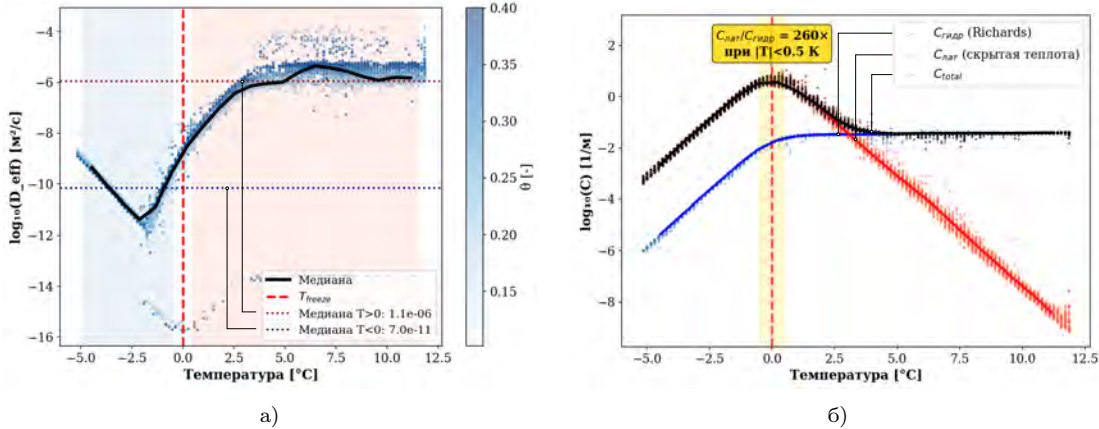 −4
−6
−8
−10
−12
−14
−16
log₁₀(D_eff) [м²/с]
−5.0
−2.5
0.0
2.5
5.0
7.5
10.0
12.5
Температура [°C]
Медиана
T_freeze
Медиана T>0: 1.1e-06
Медиана T<0: 7.0e-11
0.40
0.35
0.30
0.25
0.20
0.15
θ [-]
а)
2
0
−2
−4
−6
−8
log₁₀(C) [1/м]
C_лат/C_гидр = 260×
при |T|<0.5 К
C_гидр (Richards)
C_лат (скрытая теплота)
C_total
−5.0
−2.5
0.0
2.5
5.0
7.5
10.0
12.5
Температура [°C]
б)